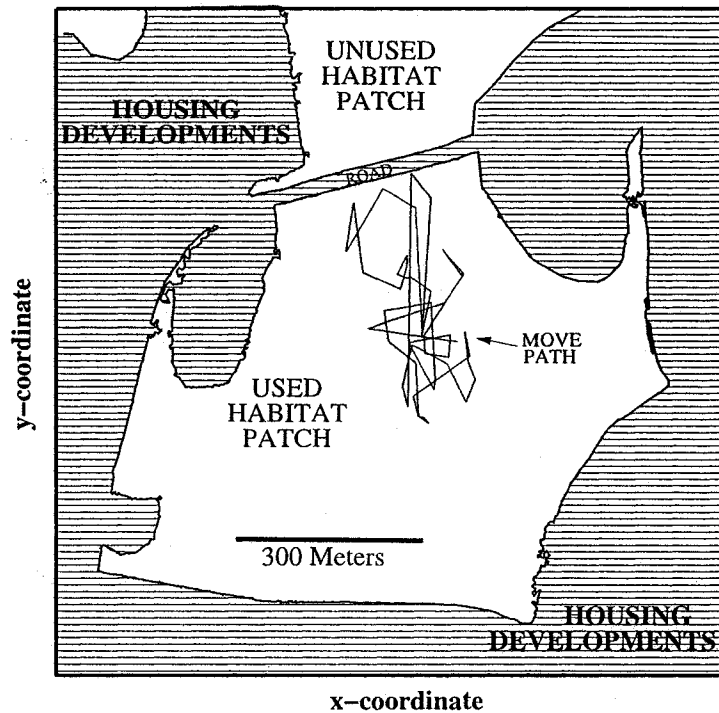 UNUSED
HABITAT
PATCH
HOUSING
DEVELOPMENTS
ROAD
y−coordinate
MOVE
PATH
USED
HABITAT
PATCH
300 Meters
HOUSING
DEVELOPMENTS
x−coordinate